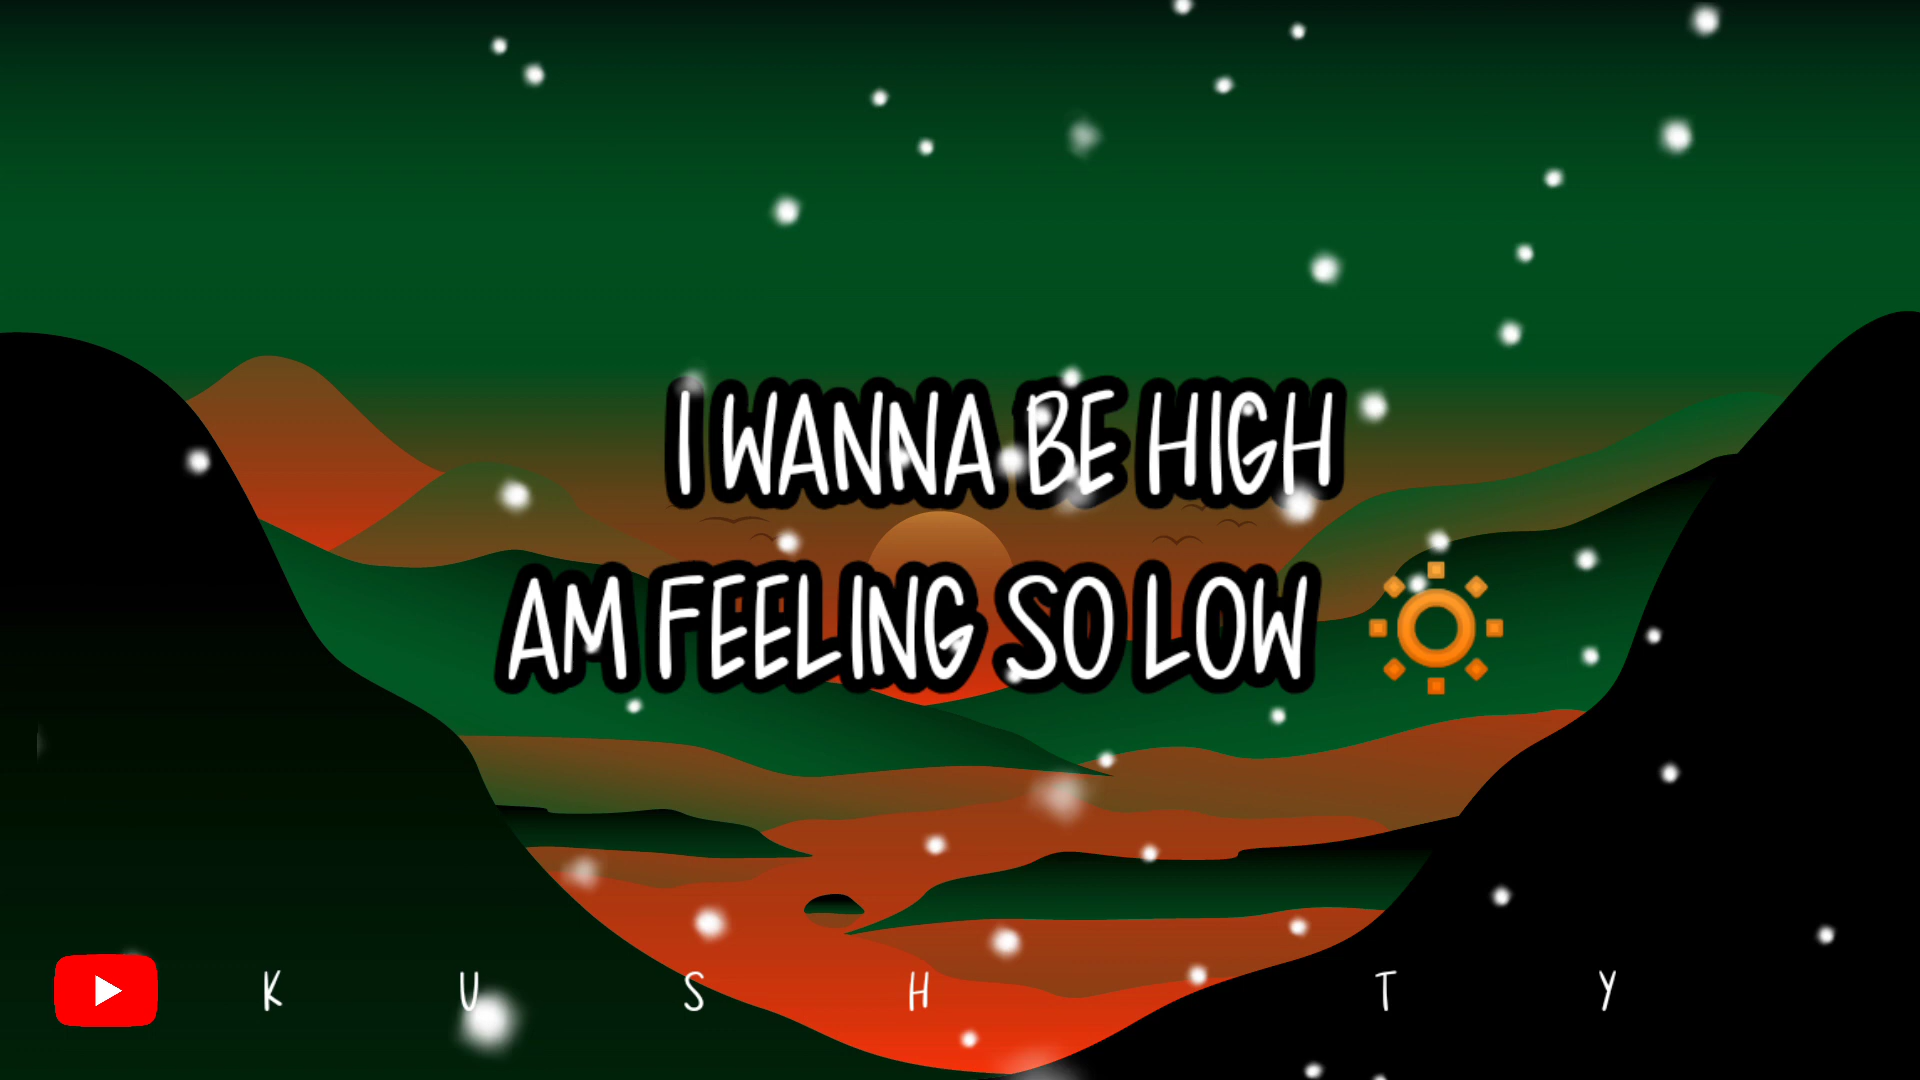 I WANNA BE HIGH
AM FEELING SO LOW 🔅
K U S H T Y